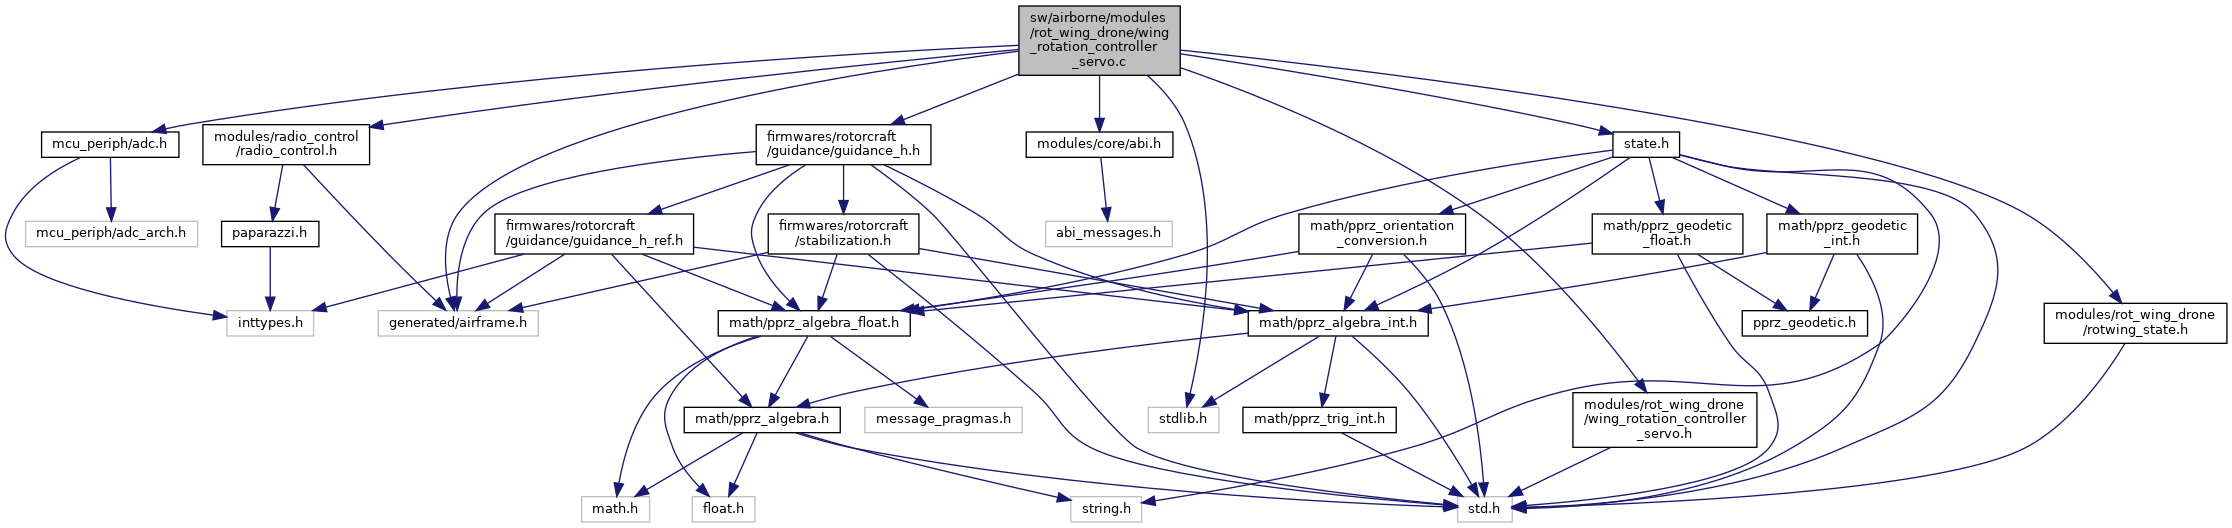 sw/airborne/modules
/rot_wing_drone/wing
_rotation_controller
_servo.c
mcu_periph/adc.h
modules/radio_control
/radio_control.h
firmwares/rotorcraft
/guidance/guidance_h.h
modules/core/abi.h
state.h
mcu_periph/adc_arch.h
paparazzi.h
firmwares/rotorcraft
/guidance/guidance_h_ref.h
firmwares/rotorcraft
/stabilization.h
abi_messages.h
math/pprz_orientation
_conversion.h
math/pprz_geodetic
_float.h
math/pprz_geodetic
_int.h
inttypes.h
generated/airframe.h
math/pprz_algebra_float.h
math/pprz_algebra_int.h
pprz_geodetic.h
modules/rot_wing_drone
/rotwing_state.h
math/pprz_algebra.h
message_pragmas.h
stdlib.h
math/pprz_trig_int.h
modules/rot_wing_drone
/wing_rotation_controller
_servo.h
math.h
float.h
string.h
std.h